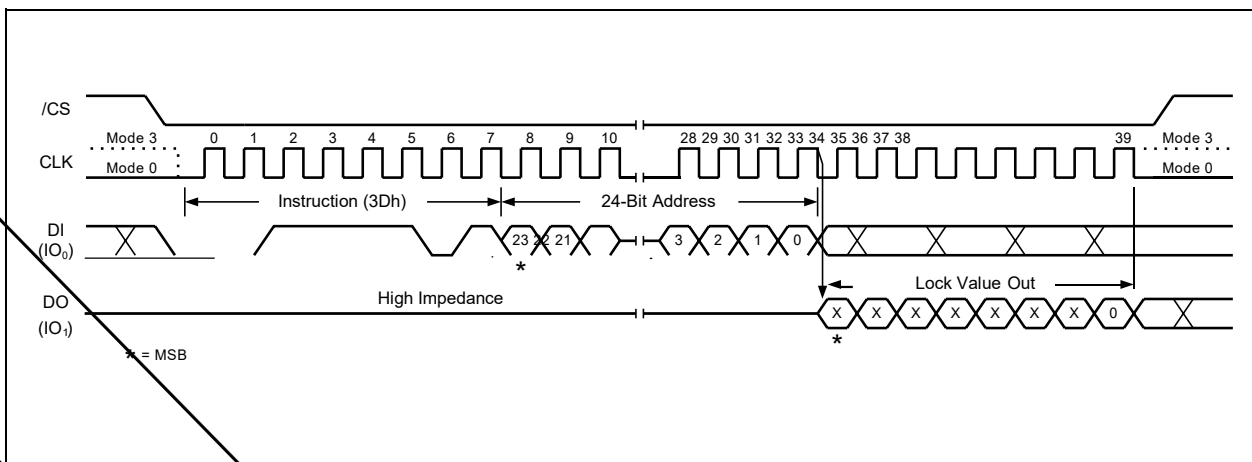 /CS
Mode 3 0 1 2 3 4 5 6 7 8 9 10 28 29 30 31 32 33 34 35 36 37 38 39 Mode 3
CLK
Mode 0 Mode 0
Instruction (3Dh) 24-Bit Address
DI
(IO₀)
23 22 21 3 2 1 0
*
Lock Value Out
High Impedance
DO
(IO₁)
X X X X X X X 0
*
* = MSB